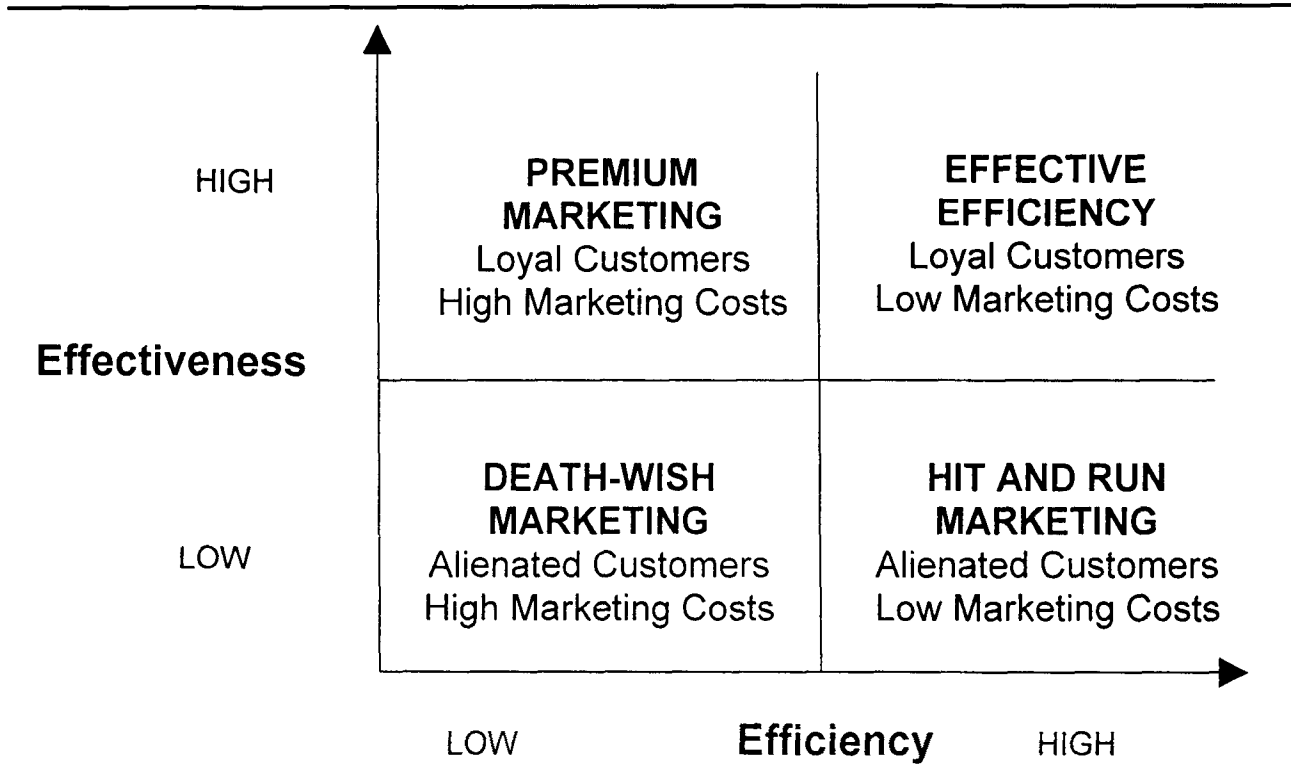 HIGH
PREMIUM
MARKETING
Loyal Customers
High Marketing Costs
EFFECTIVE
EFFICIENCY
Loyal Customers
Low Marketing Costs
Effectiveness
LOW
DEATH-WISH
MARKETING
Alienated Customers
High Marketing Costs
HIT AND RUN
MARKETING
Alienated Customers
Low Marketing Costs
LOW
Efficiency
HIGH